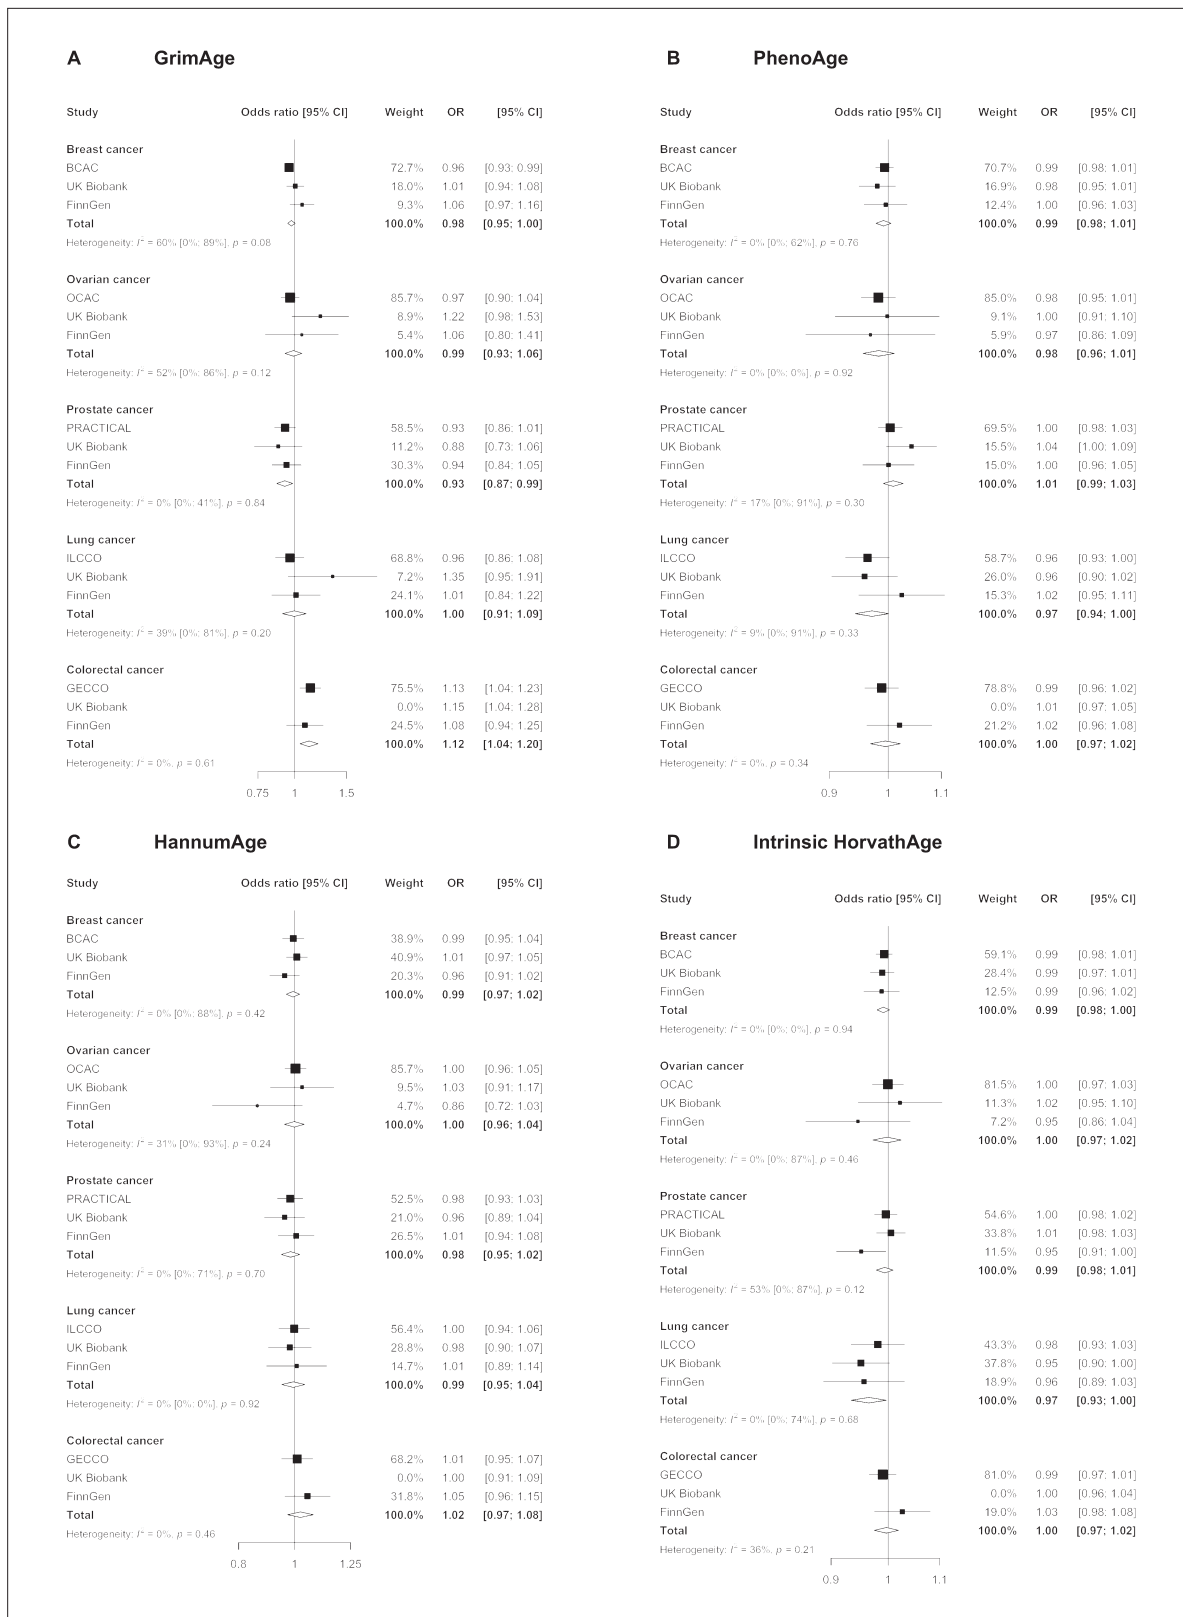 A GrimAge
Study Odds ratio [95% CI] Weight OR [95% CI]
Breast cancer
BCAC 72.7% 0.96 [0.93; 0.99]
UK Biobank 18.0% 1.01 [0.94; 1.08]
FinnGen 9.3% 1.06 [0.97; 1.16]
Total 100.0% 0.98 [0.95; 1.00]
Heterogeneity: I² = 60% [0%; 89%], p = 0.08
Ovarian cancer
OCAC 85.7% 0.97 [0.90; 1.04]
UK Biobank 8.9% 1.22 [0.98; 1.53]
FinnGen 5.4% 1.06 [0.80; 1.41]
Total 100.0% 0.99 [0.93; 1.06]
Heterogeneity: I² = 52% [0%; 86%], p = 0.12
Prostate cancer
PRACTICAL 58.5% 0.93 [0.86; 1.01]
UK Biobank 11.2% 0.88 [0.73; 1.06]
FinnGen 30.3% 0.94 [0.84; 1.05]
Total 100.0% 0.93 [0.87; 0.99]
Heterogeneity: I² = 0% [0%; 41%], p = 0.84
Lung cancer
ILCCO 68.8% 0.96 [0.86; 1.08]
UK Biobank 7.2% 1.35 [0.95; 1.91]
FinnGen 24.1% 1.01 [0.84; 1.22]
Total 100.0% 1.00 [0.91; 1.09]
Heterogeneity: I² = 39% [0%; 81%], p = 0.20
Colorectal cancer
GECCO 75.5% 1.13 [1.04; 1.23]
UK Biobank 0.0% 1.15 [1.04; 1.28]
FinnGen 24.5% 1.08 [0.94; 1.25]
Total 100.0% 1.12 [1.04; 1.20]
Heterogeneity: I² = 0%, p = 0.61
0.75 1 1.5
B PhenoAge
Study Odds ratio [95% CI] Weight OR [95% CI]
Breast cancer
BCAC 70.7% 0.99 [0.98; 1.01]
UK Biobank 16.9% 0.98 [0.95; 1.01]
FinnGen 12.4% 1.00 [0.96; 1.03]
Total 100.0% 0.99 [0.98; 1.01]
Heterogeneity: I² = 0% [0%; 62%], p = 0.76
Ovarian cancer
OCAC 85.0% 0.98 [0.95; 1.01]
UK Biobank 9.1% 1.00 [0.91; 1.10]
FinnGen 5.9% 0.97 [0.86; 1.09]
Total 100.0% 0.98 [0.96; 1.01]
Heterogeneity: I² = 0% [0%; 0%], p = 0.92
Prostate cancer
PRACTICAL 69.5% 1.00 [0.98; 1.03]
UK Biobank 15.5% 1.04 [1.00; 1.09]
FinnGen 15.0% 1.00 [0.96; 1.05]
Total 100.0% 1.01 [0.99; 1.03]
Heterogeneity: I² = 17% [0%; 91%], p = 0.30
Lung cancer
ILCCO 58.7% 0.96 [0.93; 1.00]
UK Biobank 26.0% 0.96 [0.90; 1.02]
FinnGen 15.3% 1.02 [0.95; 1.11]
Total 100.0% 0.97 [0.94; 1.00]
Heterogeneity: I² = 9% [0%; 91%], p = 0.33
Colorectal cancer
GECCO 78.8% 0.99 [0.96; 1.02]
UK Biobank 0.0% 1.01 [0.97; 1.05]
FinnGen 21.2% 1.02 [0.96; 1.08]
Total 100.0% 1.00 [0.97; 1.02]
Heterogeneity: I² = 0%, p = 0.34
0.9 1 1.1
C HannumAge
Study Odds ratio [95% CI] Weight OR [95% CI]
Breast cancer
BCAC 38.9% 0.99 [0.95; 1.04]
UK Biobank 40.9% 1.01 [0.97; 1.05]
FinnGen 20.3% 0.96 [0.91; 1.02]
Total 100.0% 0.99 [0.97; 1.02]
Heterogeneity: I² = 0% [0%; 88%], p = 0.42
Ovarian cancer
OCAC 85.7% 1.00 [0.96; 1.05]
UK Biobank 9.5% 1.03 [0.91; 1.17]
FinnGen 4.7% 0.86 [0.72; 1.03]
Total 100.0% 1.00 [0.96; 1.04]
Heterogeneity: I² = 31% [0%; 93%], p = 0.24
Prostate cancer
PRACTICAL 52.5% 0.98 [0.93; 1.03]
UK Biobank 21.0% 0.96 [0.89; 1.04]
FinnGen 26.5% 1.01 [0.94; 1.08]
Total 100.0% 0.98 [0.95; 1.02]
Heterogeneity: I² = 0% [0%; 71%], p = 0.70
Lung cancer
ILCCO 56.4% 1.00 [0.94; 1.06]
UK Biobank 28.8% 0.98 [0.90; 1.07]
FinnGen 14.7% 1.01 [0.89; 1.14]
Total 100.0% 0.99 [0.95; 1.04]
Heterogeneity: I² = 0% [0%; 0%], p = 0.92
Colorectal cancer
GECCO 68.2% 1.01 [0.95; 1.07]
UK Biobank 0.0% 1.00 [0.91; 1.09]
FinnGen 31.8% 1.05 [0.96; 1.15]
Total 100.0% 1.02 [0.97; 1.08]
Heterogeneity: I² = 0%, p = 0.46
0.8 1 1.25
D Intrinsic HorvathAge
Study Odds ratio [95% CI] Weight OR [95% CI]
Breast cancer
BCAC 59.1% 0.99 [0.98; 1.01]
UK Biobank 28.4% 0.99 [0.97; 1.01]
FinnGen 12.5% 0.99 [0.96; 1.02]
Total 100.0% 0.99 [0.98; 1.00]
Heterogeneity: I² = 0% [0%; 0%], p = 0.94
Ovarian cancer
OCAC 81.5% 1.00 [0.97; 1.03]
UK Biobank 11.3% 1.02 [0.95; 1.10]
FinnGen 7.2% 0.95 [0.86; 1.04]
Total 100.0% 1.00 [0.97; 1.02]
Heterogeneity: I² = 0% [0%; 87%], p = 0.46
Prostate cancer
PRACTICAL 54.6% 1.00 [0.98; 1.02]
UK Biobank 33.8% 1.01 [0.98; 1.03]
FinnGen 11.5% 0.95 [0.91; 1.00]
Total 100.0% 0.99 [0.98; 1.01]
Heterogeneity: I² = 53% [0%; 87%], p = 0.12
Lung cancer
ILCCO 43.3% 0.98 [0.93; 1.03]
UK Biobank 37.8% 0.95 [0.90; 1.00]
FinnGen 18.9% 0.96 [0.89; 1.03]
Total 100.0% 0.97 [0.93; 1.00]
Heterogeneity: I² = 0% [0%; 74%], p = 0.68
Colorectal cancer
GECCO 81.0% 0.99 [0.97; 1.01]
UK Biobank 0.0% 1.00 [0.96; 1.04]
FinnGen 19.0% 1.03 [0.98; 1.08]
Total 100.0% 1.00 [0.97; 1.02]
Heterogeneity: I² = 36%, p = 0.21
0.9 1 1.1